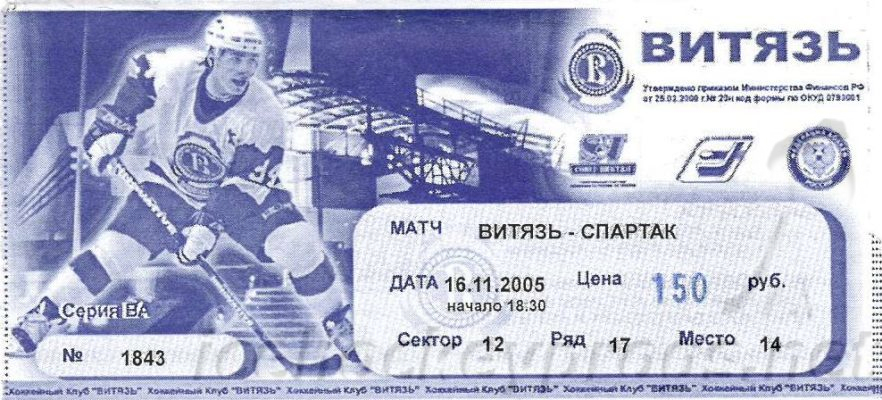 ВИТЯЗЬ
Утверждено приказом Министерства Финансов РФ
от 25.02.2000 г.№ 20н код формы по ОКУД 0793001
МАТЧ ВИТЯЗЬ - СПАРТАК
ДАТА 16.11.2005 Цена 150 руб.
начало 18.30
Серия ВА
Сектор 12 Ряд 17 Место 14
№ 1843
Хоккейный Клуб "ВИТЯЗЬ" Хоккейный Клуб "ВИТЯЗЬ" Хоккейный Клуб "ВИТЯЗЬ" Хоккейный Клуб "ВИТЯЗЬ" Хоккейный Клуб "ВИТЯЗЬ" Хоккейный Клуб "ВИТЯЗЬ"